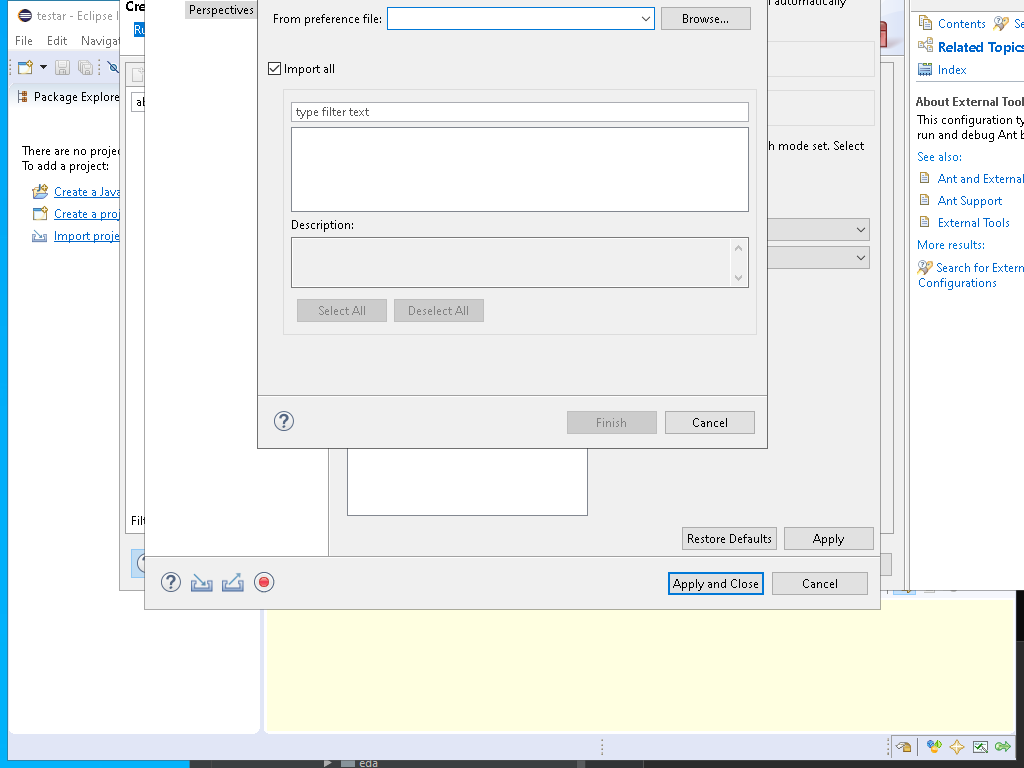 testar - Eclipse I
File Edit Navigat
Package Explore
There are no projec
To add a project:
Create a Java
Create a proj
Import proje
Cre
Ru
Perspectives
From preference file:
Browse...
Import all
type filter text
Description:
Select All
Deselect All
Finish
Cancel
automatically
h mode set. Select
Restore Defaults
Apply
Apply and Close
Cancel
Contents
Se
Related Topics
Index
About External Tool
This configuration ty
run and debug Ant b
See also:
Ant and External
Ant Support
External Tools
More results:
Search for Extern
Configurations
eda